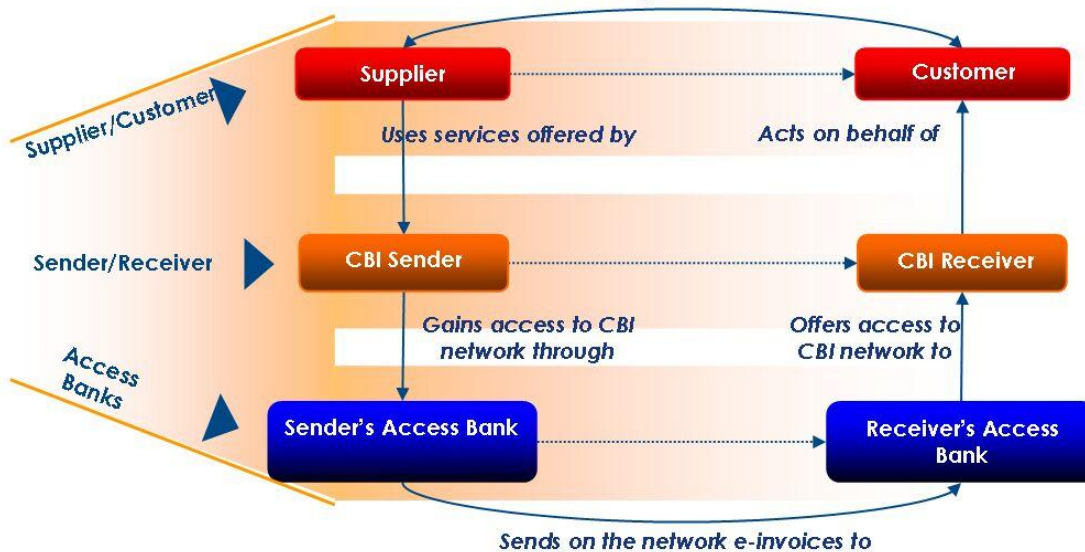 Supplier
Customer
Supplier/Customer
Uses services offered by
Acts on behalf of
Sender/Receiver
CBI Sender
CBI Receiver
Gains access to CBI
network through
Offers access to
CBI network to
Access
Banks
Sender's Access Bank
Receiver's Access
Bank
Sends on the network e-invoices to